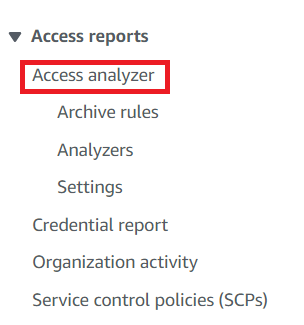 Access reports
Access analyzer
Archive rules
Analyzers
Settings
Credential report
Organization activity
Service control policies (SCPs)